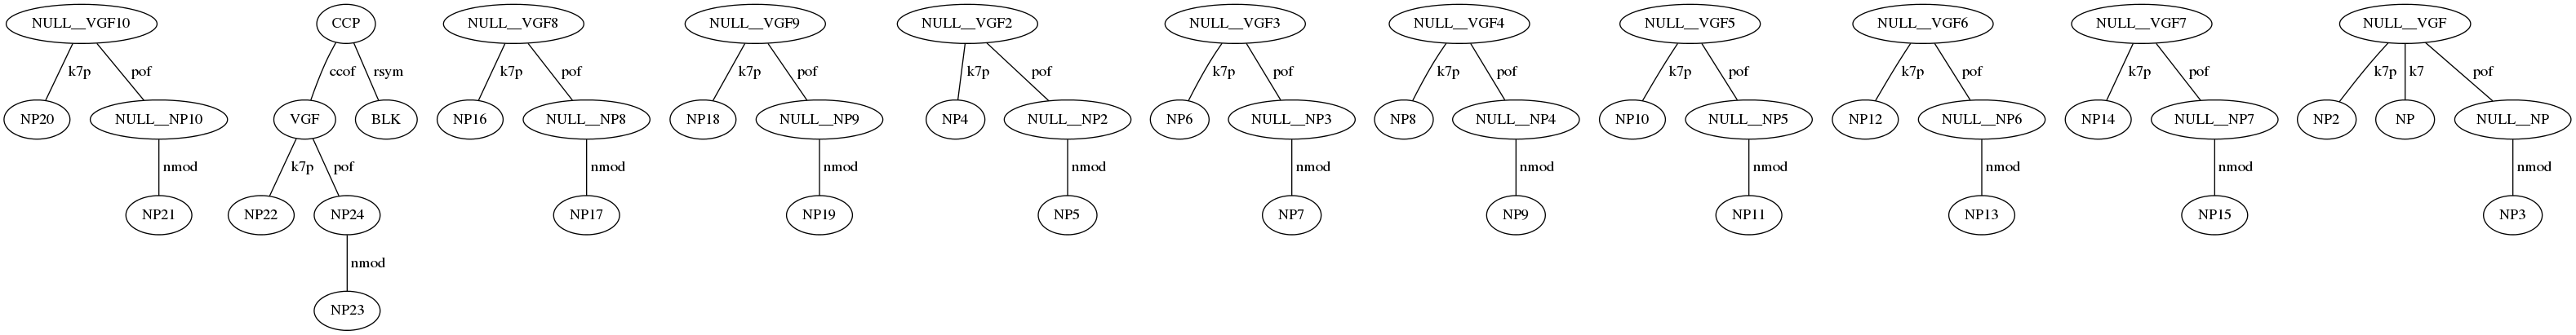 NULL__VGF10 CCP NULL__VGF8 NULL__VGF9 NULL__VGF2 NULL__VGF3 NULL__VGF4 NULL__VGF5 NULL__VGF6 NULL__VGF7 NULL__VGF
k7p pof ccof rsym k7p pof k7p pof k7p pof k7p pof k7p pof k7p pof k7p pof k7p pof k7p k7 pof
NP20 NULL__NP10 VGF BLK NP16 NULL__NP8 NP18 NULL__NP9 NP4 NULL__NP2 NP6 NULL__NP3 NP8 NULL__NP4 NP10 NULL__NP5 NP12 NULL__NP6 NP14 NULL__NP7 NP2 NP NULL__NP
nmod k7p pof nmod nmod nmod nmod nmod nmod nmod nmod nmod
NP21 NP22 NP24 NP17 NP19 NP5 NP7 NP9 NP11 NP13 NP15 NP3
nmod
NP23